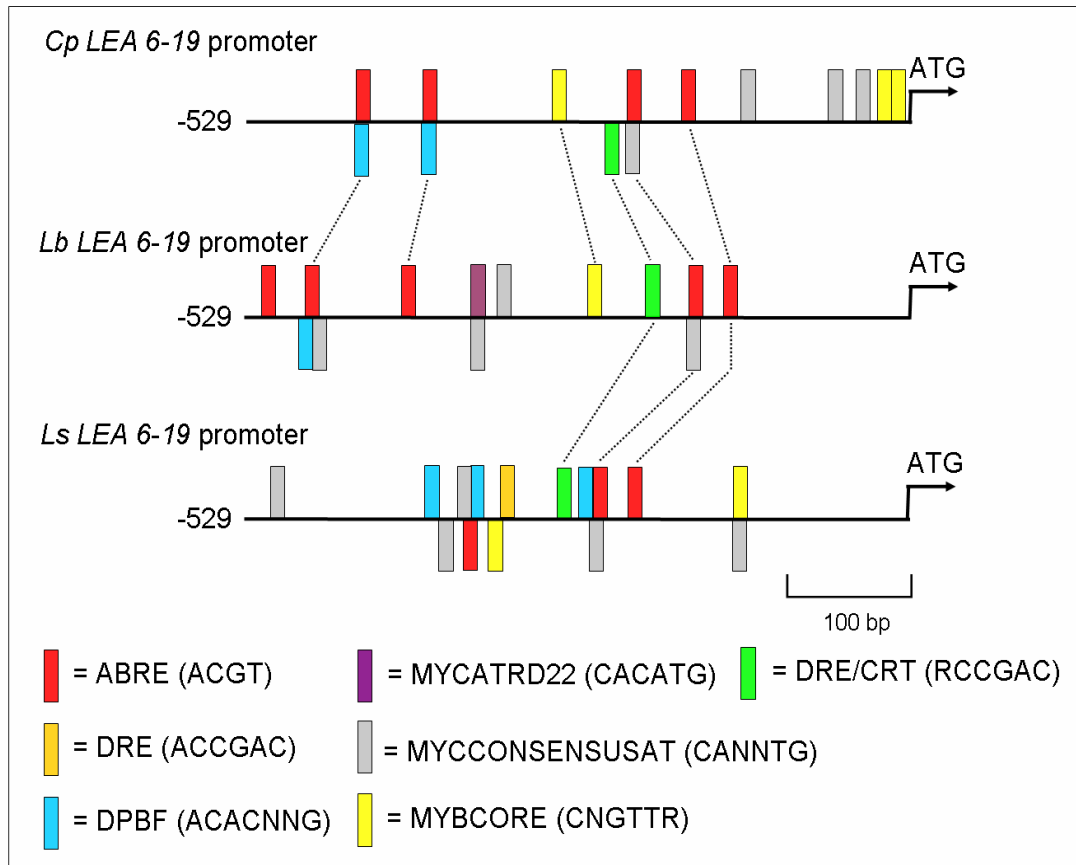 Cp LEA 6-19 promoter
ATG
-529
Lb LEA 6-19 promoter
ATG
-529
Ls LEA 6-19 promoter
ATG
-529
100 bp
= ABRE (ACGT)
= MYCATRD22 (CACATG)
= DRE/CRT (RCCGAC)
= DRE (ACCGAC)
= MYCCONSENSUSAT (CANNTG)
= DPBF (ACACNNG)
= MYBCORE (CNGTTR)